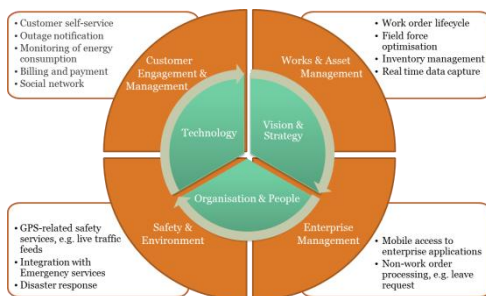 • Customer self-service
• Outage notification
• Monitoring of energy
consumption
• Billing and payment
• Social network
• Work order lifecycle
• Field force
optimisation
• Inventory management
• Real time data capture
Customer
Engagement &
Management
Works & Asset
Management
Technology
Vision &
Strategy
Organisation & People
Safety &
Environment
Enterprise
Management
• GPS-related safety
services, e.g. live traffic
feeds
• Integration with
Emergency services
• Disaster response
• Mobile access to
enterprise applications
• Non-work order
processing, e.g. leave
request